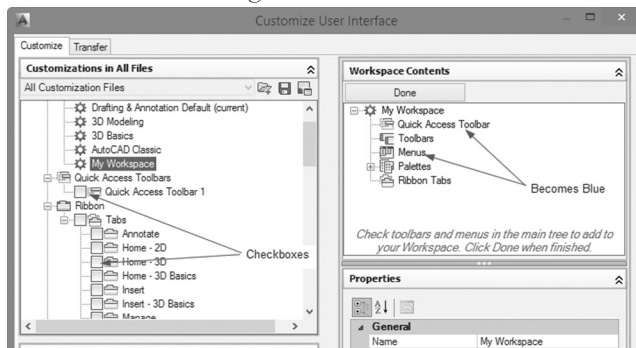 Customize User Interface
Customize
Transfer
Customizations in All Files
All Customization Files
Drafting & Annotation Default (current)
3D Modeling
3D Basics
AutoCAD Classic
My Workspace
Quick Access Toolbars
Quick Access Toolbar 1
Ribbon
Tabs
Annotate
Home - 2D
Home - 3D
Home - 3D Basics
Insert
Insert - 3D Basics
Manage
Checkboxes
Workspace Contents
Done
My Workspace
Quick Access Toolbar
Toolbars
Menus
Palettes
Ribbon Tabs
Becomes Blue
Check toolbars and menus in the main tree to add
to your Workspace. Click Done when finished.
Properties
General
Name
My Workspace